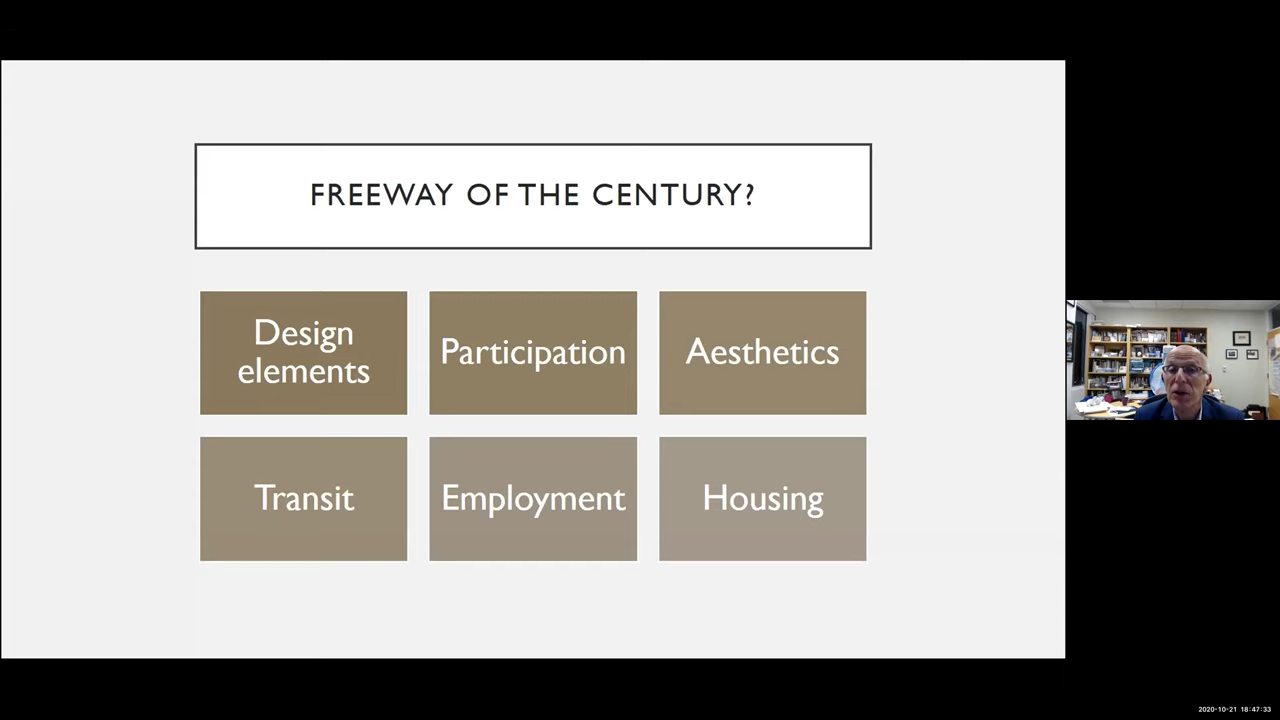 FREEWAY OF THE CENTURY?
Design
elements
Participation
Aesthetics
Transit
Employment
Housing
2020-10-21 18:47:33